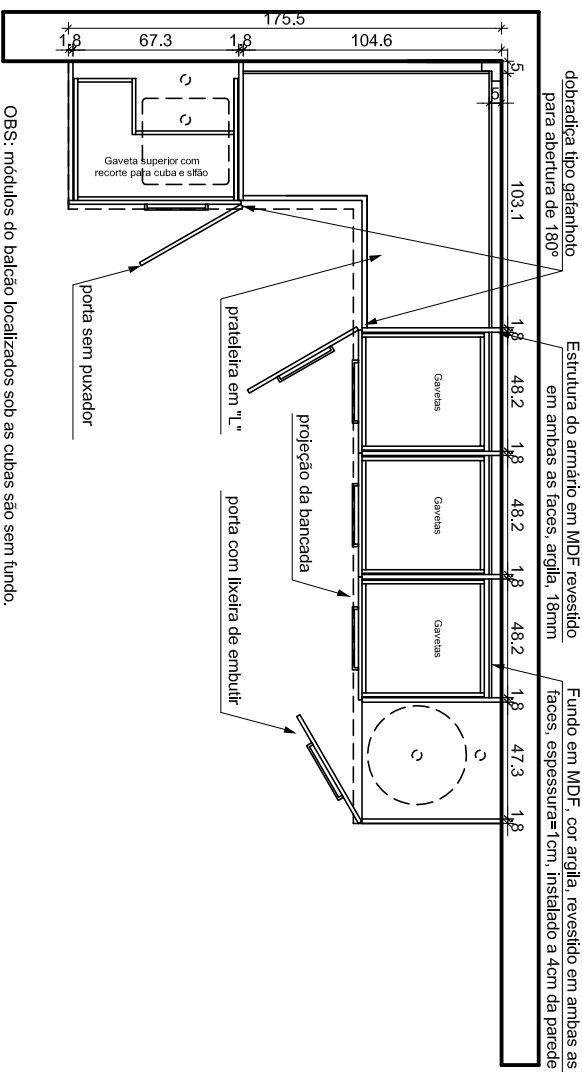 175.5
1.8
67.3
1.8
104.6
5
5
103.1
1.8
48.2
1.8
48.2
1.8
48.2
1.8
47.3
1.8
dobradiça tipo gafanhoto
para abertura de 180°
Estrutura do armário em MDF revestido
em ambas as faces, argila, 18mm
Fundo em MDF, cor argila, revestido em ambas as
faces, espessura=1cm, instalado a 4cm da parede
Gaveta superior com
recorte para cuba e sifão
Gavetas
Gavetas
Gavetas
porta sem puxador
prateleira em "L"
projeção da bancada
porta com lixeira de embutir
OBS: módulos do balcão localizados sob as cubas são sem fundo.